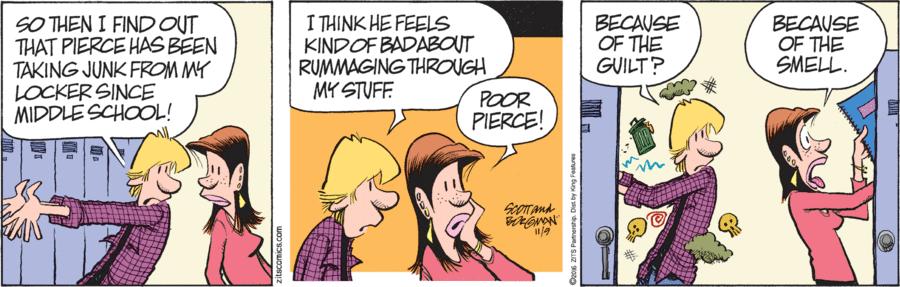 SO THEN I FIND OUT
THAT PIERCE HAS BEEN
TAKING JUNK FROM MY
LOCKER SINCE
MIDDLE SCHOOL!
zitscomics.com
I THINK HE FEELS
KIND OF BAD ABOUT
RUMMAGING THROUGH
MY STUFF.
POOR
PIERCE!
SCOTT and
BORGMAN
11/9
©2016 ZITS Partnership. Dist. by King Features
BECAUSE
OF THE
GUILT?
BECAUSE
OF THE
SMELL.